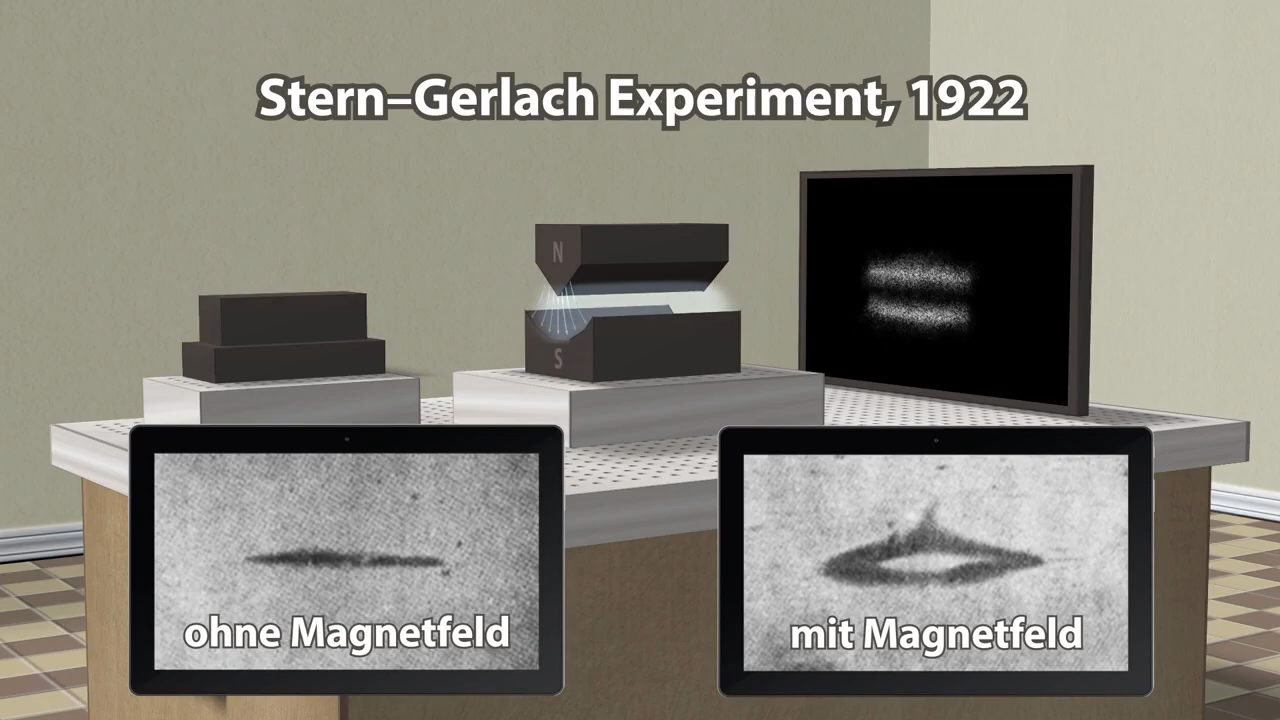 Stern–Gerlach Experiment, 1922
N
S
ohne Magnetfeld
mit Magnetfeld